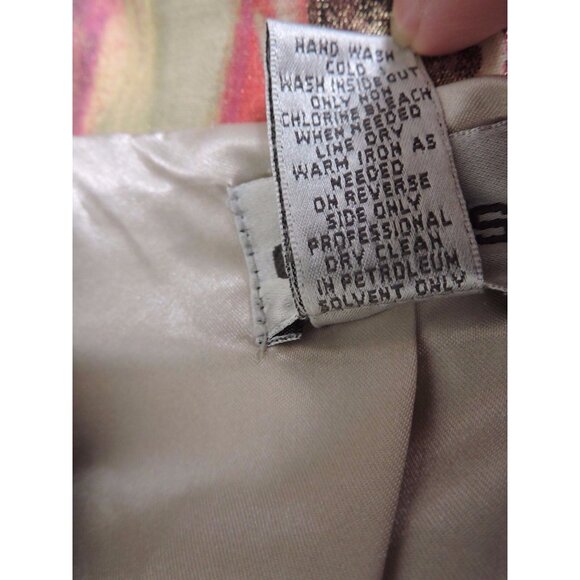 HAND WASH
COLD
WASH INSIDE OUT
ONLY NON
CHLORINE BLEACH
WHEN NEEDED
LINE DRY
WARM IRON AS
NEEDED
ON REVERSE
SIDE ONLY
PROFESSIONAL
DRY CLEAN
IN PETROLEUM
SOLVENT ONLY
S